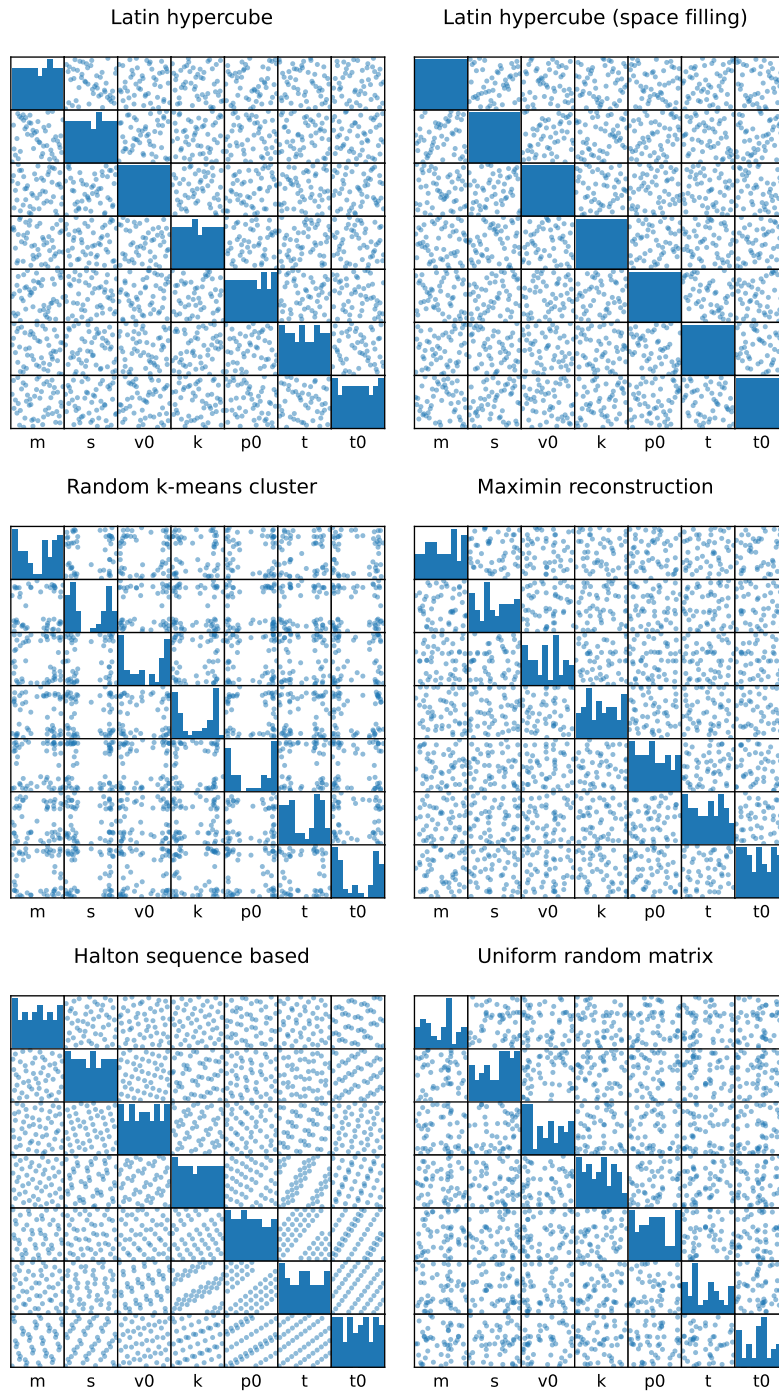 Latin hypercube
Latin hypercube (space filling)
m s v0 k p0 t t0
m s v0 k p0 t t0
Random k-means cluster
Maximin reconstruction
m s v0 k p0 t t0
m s v0 k p0 t t0
Halton sequence based
Uniform random matrix
m s v0 k p0 t t0
m s v0 k p0 t t0